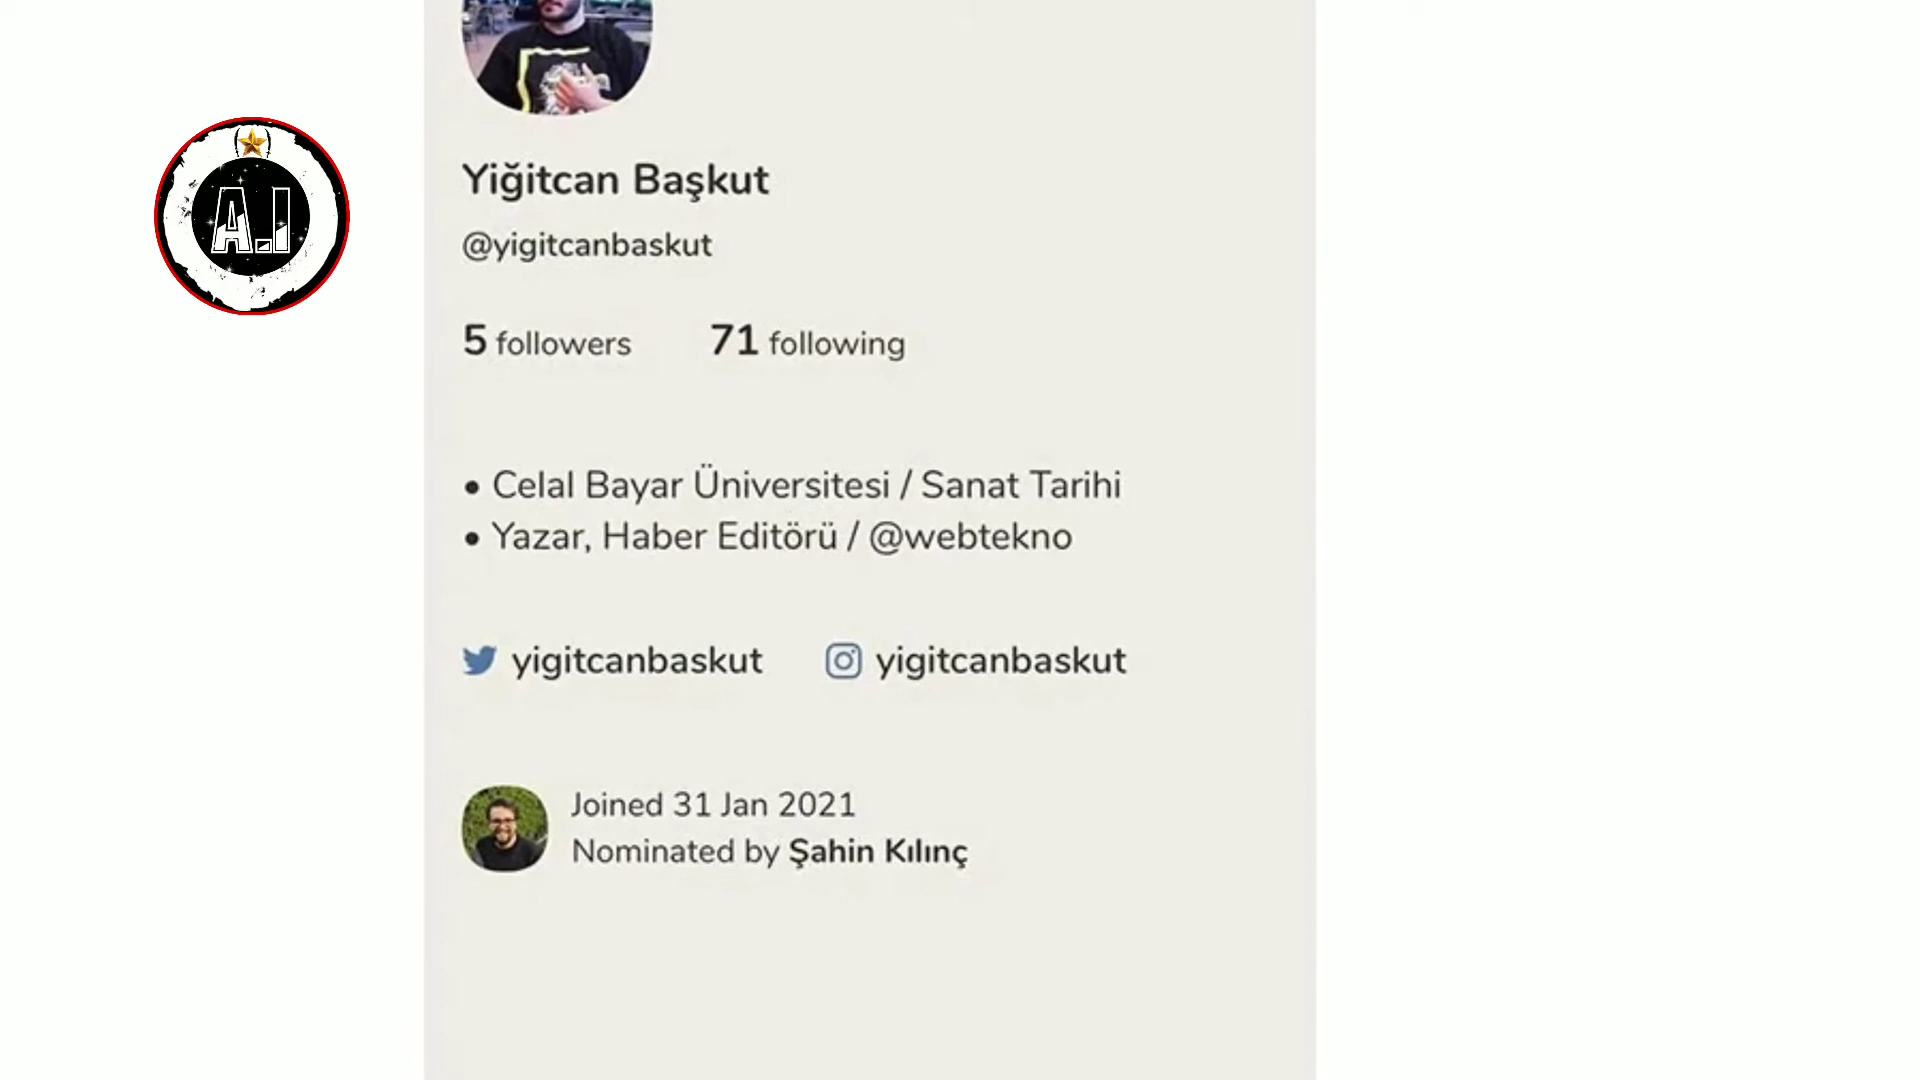 A.I
Yiğitcan Başkut
@yigitcanbaskut
5 followers 71 following
• Celal Bayar Üniversitesi / Sanat Tarihi
• Yazar, Haber Editörü / @webtekno
yigitcanbaskut yigitcanbaskut
Joined 31 Jan 2021
Nominated by Şahin Kılınç